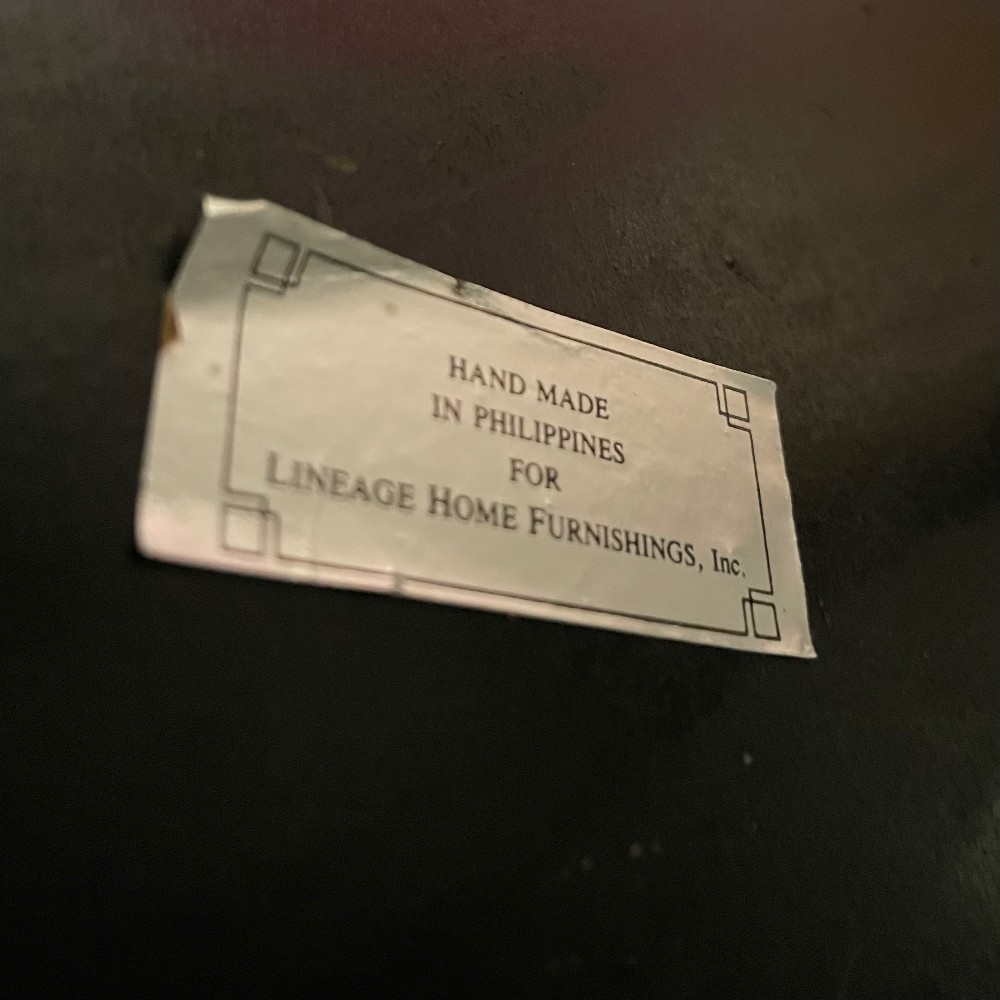 HAND MADE
IN PHILIPPINES
FOR
LINEAGE HOME FURNISHINGS, Inc.